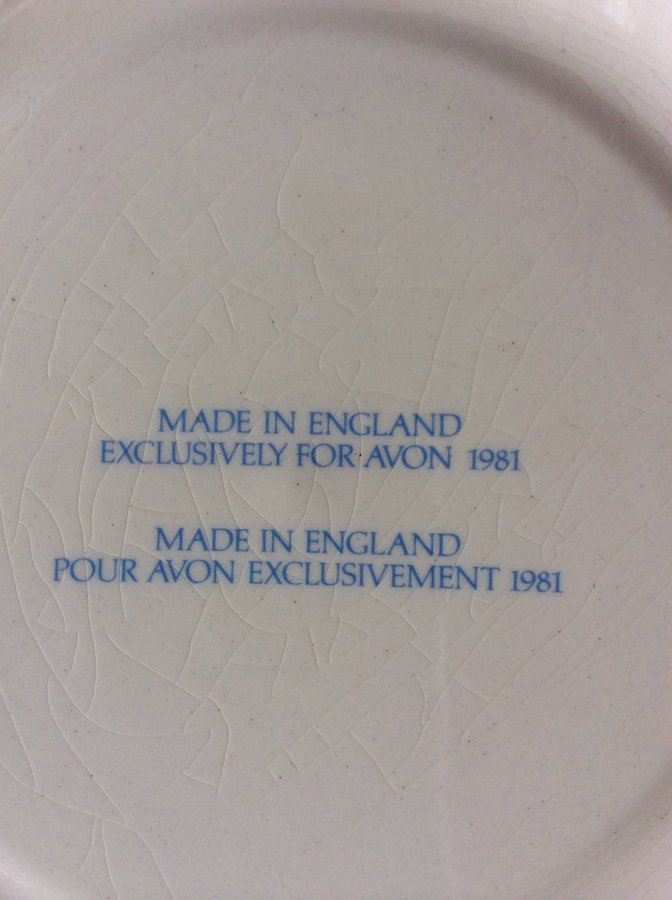 MADE IN ENGLAND
EXCLUSIVELY FOR AVON 1981
MADE IN ENGLAND
POUR AVON EXCLUSIVEMENT 1981